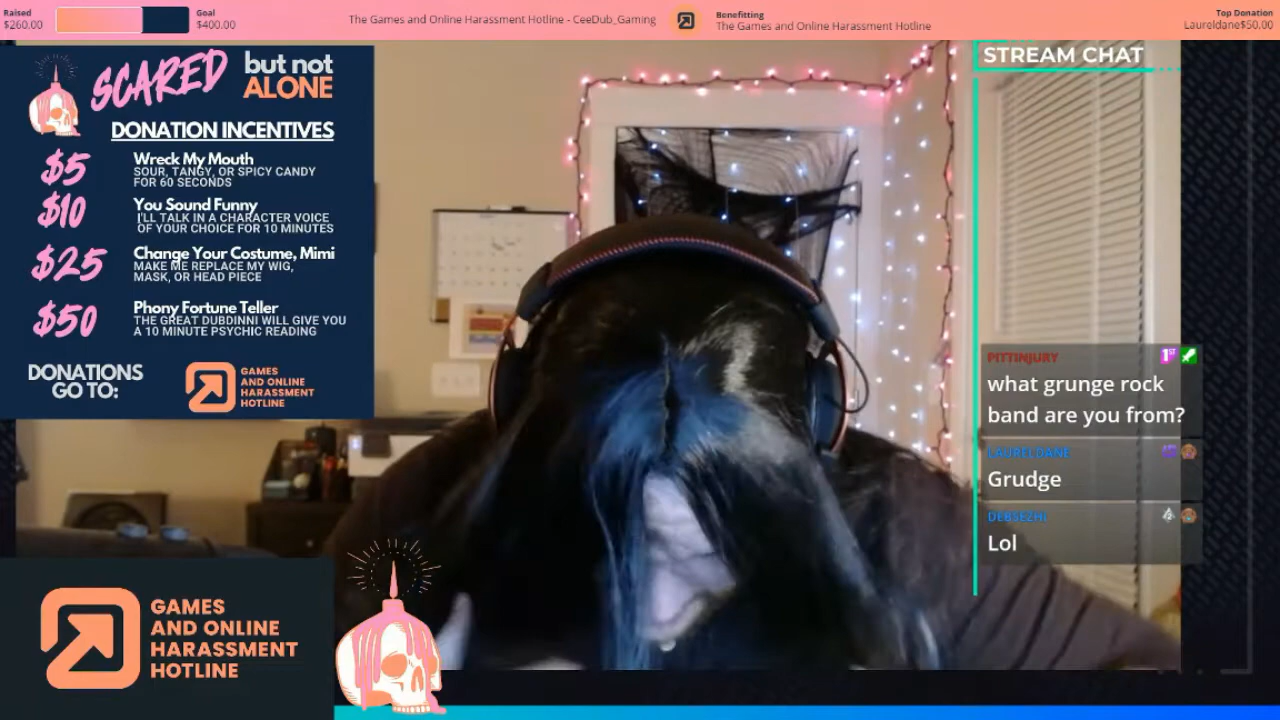 Raised
$260.00
Goal
$400.00
The Games and Online Harassment Hotline - CeeDub_Gaming
Benefitting
The Games and Online Harassment Hotline
Top Donation
Laureldane$50.00
SCARED but not
ALONE
DONATION INCENTIVES
$5 Wreck My Mouth
SOUR, TANGY, OR SPICY CANDY
FOR 60 SECONDS
$10 You Sound Funny
I'LL TALK IN A CHARACTER VOICE
OF YOUR CHOICE FOR 10 MINUTES
$25 Change Your Costume, Mimi
MAKE ME REPLACE MY WIG,
MASK, OR HEAD PIECE
$50 Phony Fortune Teller
THE GREAT DUBDINNI WILL GIVE YOU
A 10 MINUTE PSYCHIC READING
DONATIONS
GO TO:
GAMES
AND ONLINE
HARASSMENT
HOTLINE
STREAM CHAT
PITTINJURY
1ST
what grunge rock
band are you from?
LAURELDANE
Grudge
DEBSEZHI
Lol
GAMES
AND ONLINE
HARASSMENT
HOTLINE